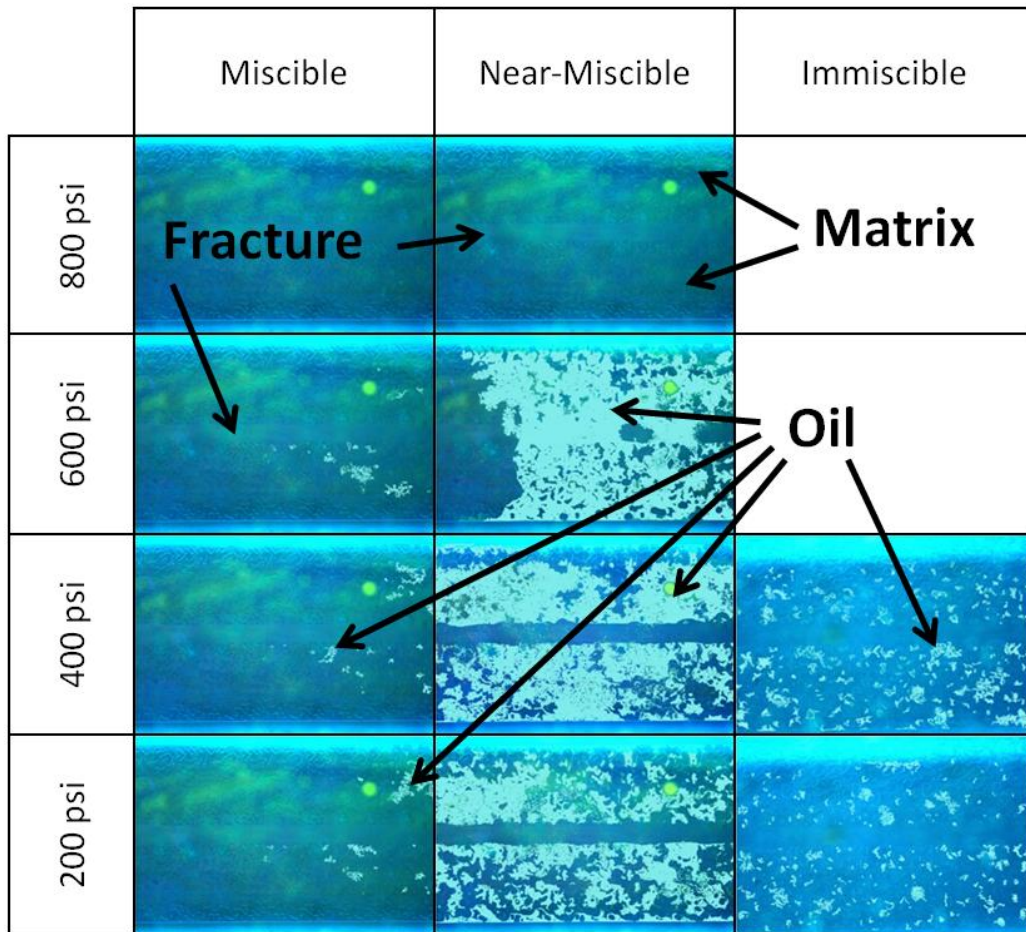 Miscible
Near-Miscible
Immiscible
800 psi
Fracture
Matrix
600 psi
Oil
400 psi
200 psi